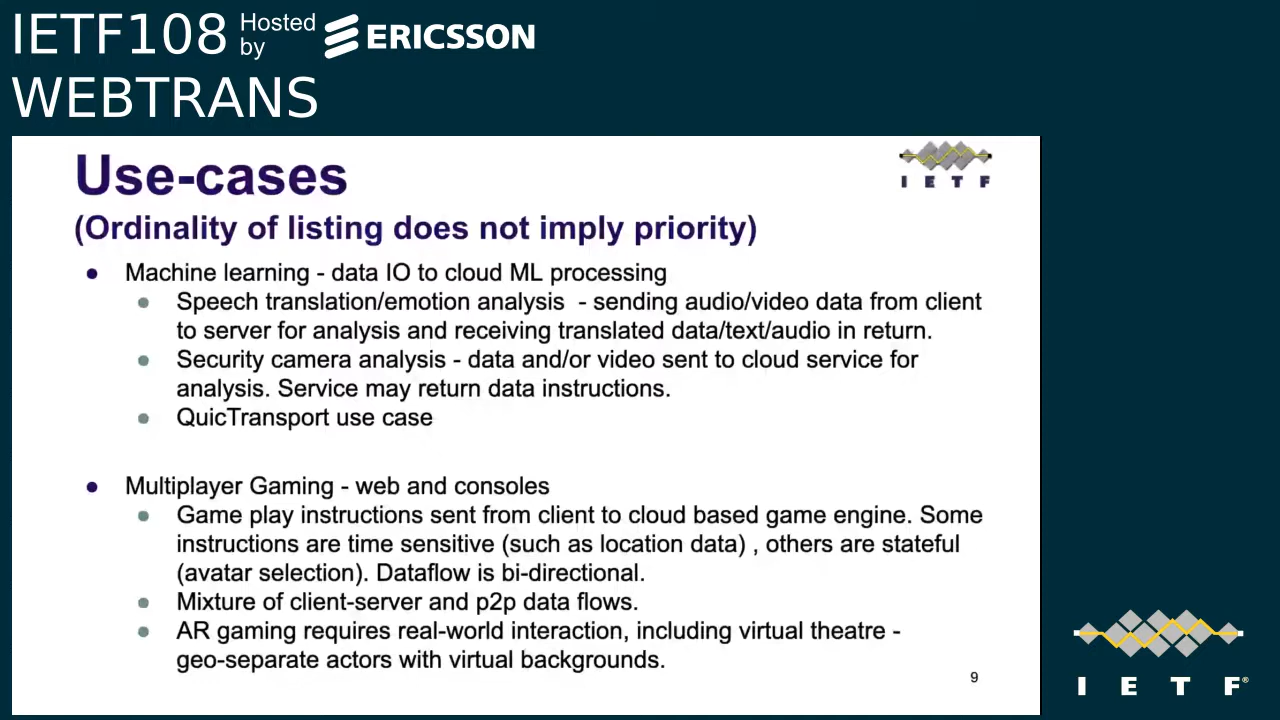 IETF108 Hosted by ERICSSON
WEBTRANS
Use-cases
I E T F
(Ordinality of listing does not imply priority)
● Machine learning - data IO to cloud ML processing
● Speech translation/emotion analysis - sending audio/video data from client
to server for analysis and receiving translated data/text/audio in return.
● Security camera analysis - data and/or video sent to cloud service for
analysis. Service may return data instructions.
● QuicTransport use case
● Multiplayer Gaming - web and consoles
● Game play instructions sent from client to cloud based game engine. Some
instructions are time sensitive (such as location data) , others are stateful
(avatar selection). Dataflow is bi-directional.
● Mixture of client-server and p2p data flows.
● AR gaming requires real-world interaction, including virtual theatre -
geo-separate actors with virtual backgrounds.
9
I E T F®